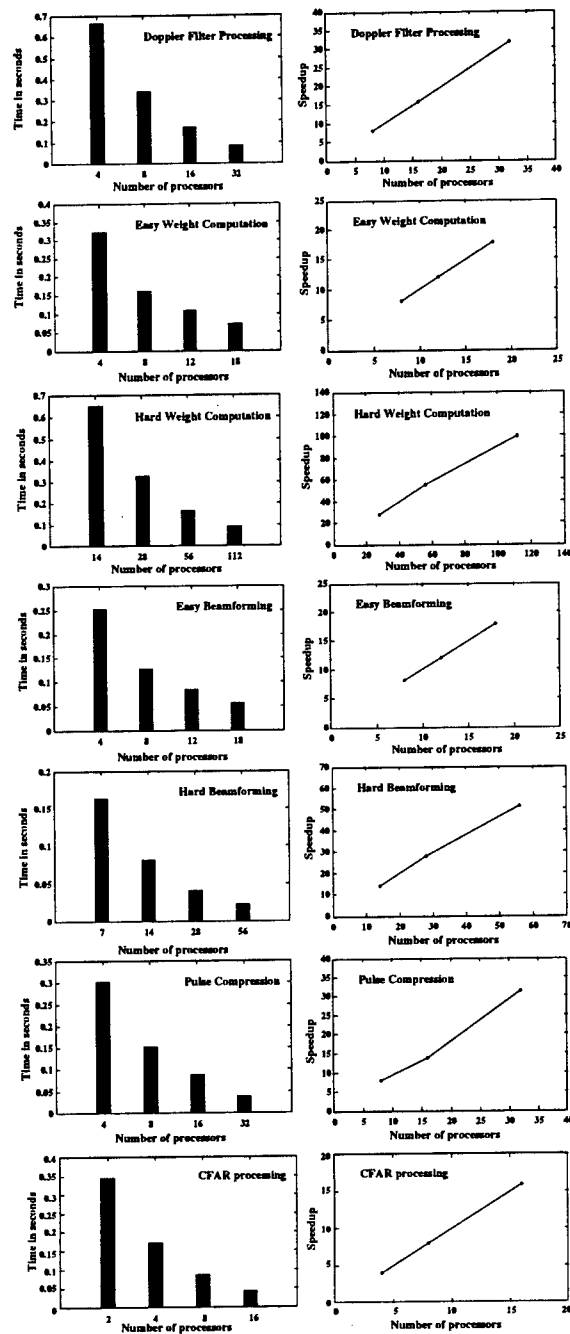 Doppler Filter Processing
Time in seconds
0.7
0.6
0.5
0.4
0.3
0.2
0.1
0
4 8 16 32
Number of processors
Doppler Filter Processing
Speedup
40
35
30
25
20
15
10
5
0
0 5 10 15 20 25 30 35 40
Number of processors
Easy Weight Computation
Time in seconds
0.4
0.35
0.3
0.25
0.2
0.15
0.1
0.05
0
4 8 12 18
Number of processors
Easy Weight Computation
Speedup
25
20
15
10
5
0
0 5 10 15 20 25
Number of processors
Hard Weight Computation
Time in seconds
0.7
0.6
0.5
0.4
0.3
0.2
0.1
0
14 28 56 112
Number of processors
Hard Weight Computation
Speedup
140
120
100
80
60
40
20
0
0 20 40 60 80 100 120 140
Number of processors
Easy Beamforming
Time in seconds
0.3
0.25
0.2
0.15
0.1
0.05
0
4 8 12 18
Number of processors
Easy Beamforming
Speedup
25
20
15
10
5
0
0 5 10 15 20 25
Number of processors
Hard Beamforming
Time in seconds
0.2
0.15
0.1
0.05
0
7 14 28 56
Number of processors
Hard Beamforming
Speedup
70
60
50
40
30
20
10
0
0 10 20 30 40 50 60 70
Number of processors
Pulse Compression
Time in seconds
0.35
0.3
0.25
0.2
0.15
0.1
0.05
0
4 8 16 32
Number of processors
Pulse Compression
Speedup
40
35
30
25
20
15
10
5
0
0 5 10 15 20 25 30 35 40
Number of processors
CFAR processing
Time in seconds
0.4
0.35
0.3
0.25
0.2
0.15
0.1
0.05
0
2 4 8 16
Number of processors
CFAR processing
Speedup
20
15
10
5
0
0 5 10 15 20
Number of processors